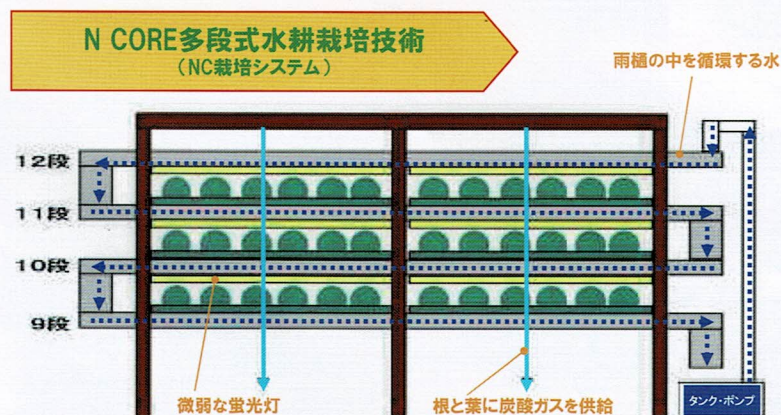 N CORE多段式水耕栽培技術
（NC栽培システム）
雨樋の中を循環する水
12段
11段
10段
9段
微弱な蛍光灯
根と葉に炭酸ガスを供給
タンク・ポンプ